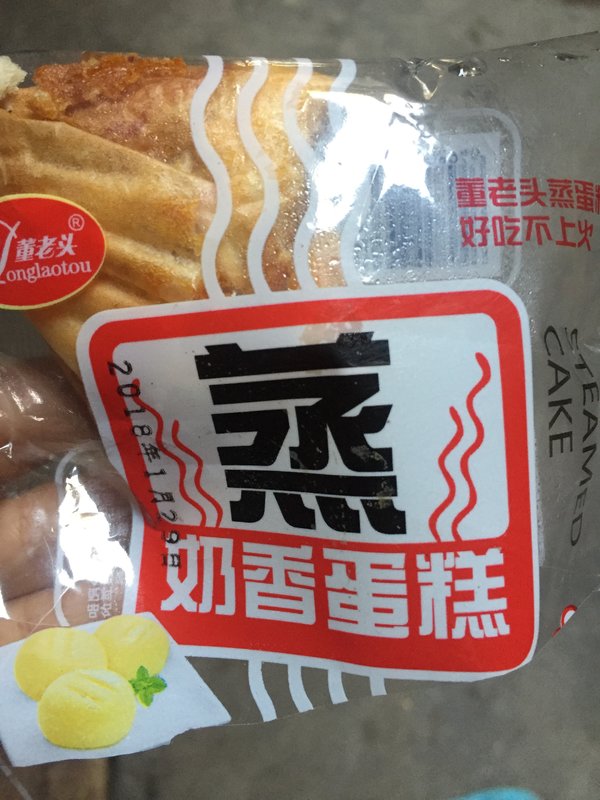 董老头®
onglaotou
董老头蒸蛋糕
好吃不上火
STEAMED
CAKE
蒸
2018年1月29日
奶香蛋糕